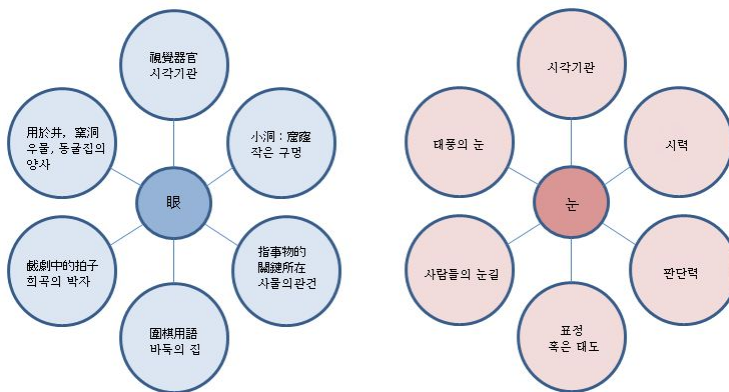 視覺器官
시각기관
小洞：窟窿
작은 구멍
指事物的
關鍵所在
사물의관건
圍棋用語
바둑의 집
戲劇中的拍子
희곡의 박자
用於井，窯洞
우물, 동굴집의
양사
眼
시각기관
시력
판단력
표정
혹은 태도
사람들의 눈길
태풍의 눈
눈